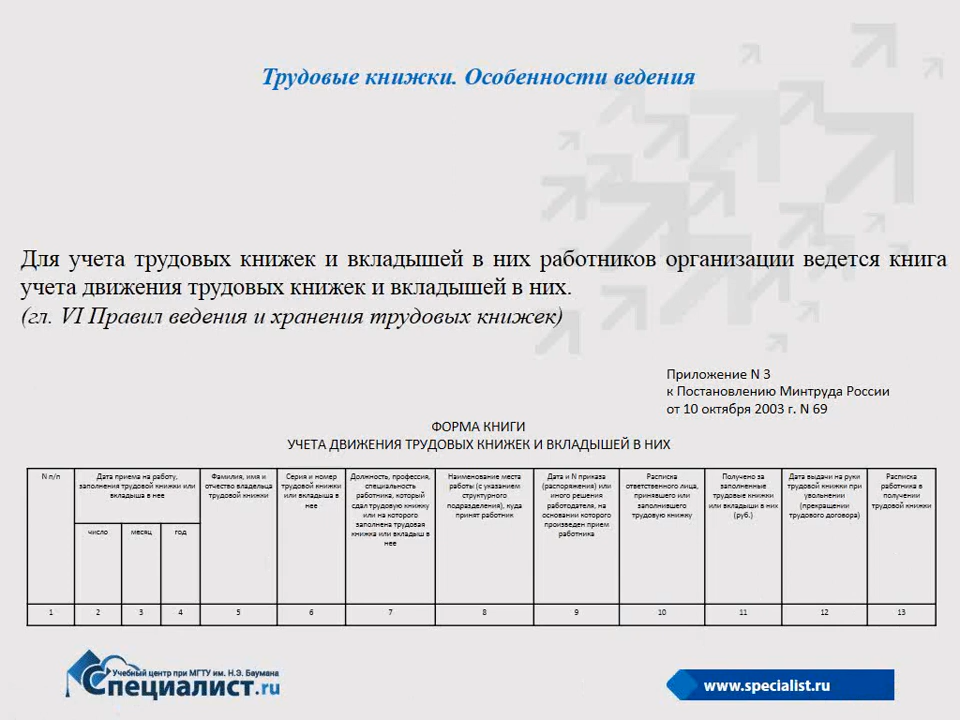 Трудовые книжки. Особенности ведения
Для учета трудовых книжек и вкладышей в них работников организации ведется книга
учета движения трудовых книжек и вкладышей в них.
(гл. VI Правил ведения и хранения трудовых книжек)
Приложение N 3
к Постановлению Минтруда России
от 10 октября 2003 г. N 69
ФОРМА КНИГИ
УЧЕТА ДВИЖЕНИЯ ТРУДОВЫХ КНИЖЕК И ВКЛАДЫШЕЙ В НИХ
N п/п
Дата приема на работу,
заполнения трудовой книжки или
вкладыша в нее
число
месяц
год
Фамилия, имя и
отчество владельца
трудовой книжки
Серия и номер
трудовой книжки
или вкладыша в
нее
Должность, профессия,
специальность
работника, который
сдал трудовую книжку
или на которого
заполнена трудовая
книжка или вкладыш в
нее
Наименование места
работы (с указанием
структурного
подразделения), куда
принят работник
Дата и N приказа
(распоряжения) или
иного решения
работодателя, на
основании которого
произведен прием
работника
Расписка
ответственного лица,
принявшего или
заполнившего
трудовую книжку
Получено за
заполненные
трудовые книжки
или вкладыши в них
(руб.)
Дата выдачи на руки
трудовой книжки при
увольнении
(прекращении
трудового договора)
Расписка
работника в
получении
трудовой книжки
1 2 3 4 5 6 7 8 9 10 11 12 13
Учебный центр при МГТУ им. Н.Э. Баумана
Специалист.ru
www.specialist.ru